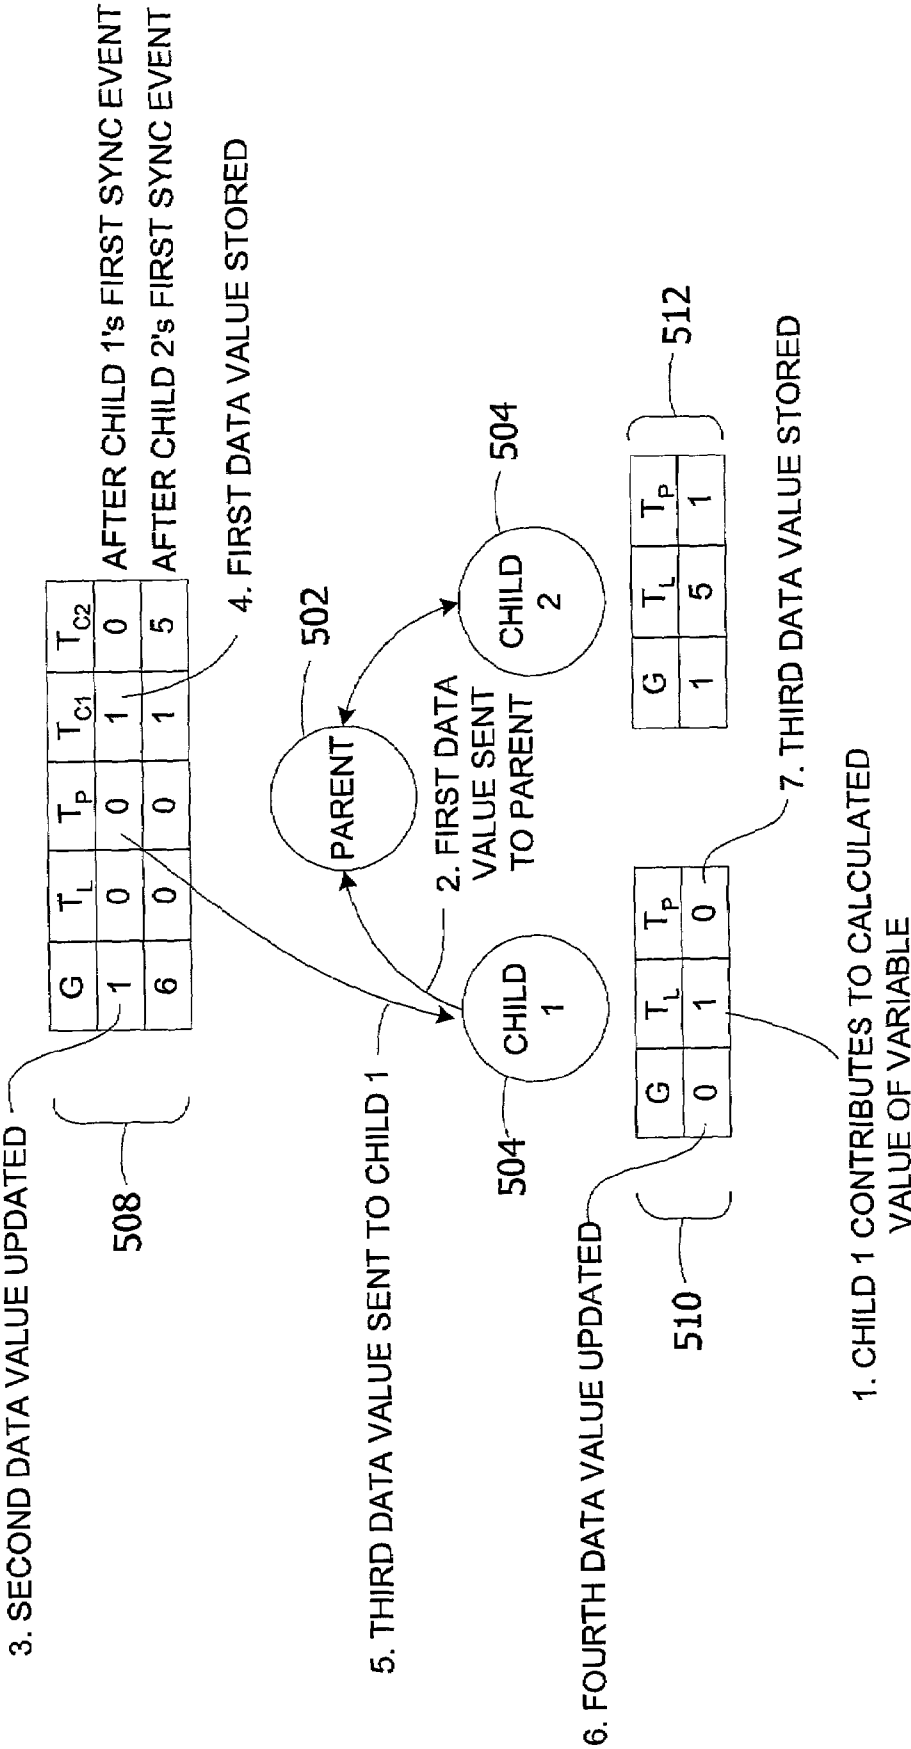 3. SECOND DATA VALUE UPDATED
G TL TP TC1 TC2
1 0 0 1 0 AFTER CHILD 1's FIRST SYNC EVENT
6 0 0 1 5 AFTER CHILD 2's FIRST SYNC EVENT
508
4. FIRST DATA VALUE STORED
502
PARENT
5. THIRD DATA VALUE SENT TO CHILD 1
2. FIRST DATA
VALUE SENT
TO PARENT
504
CHILD
1
504
CHILD
2
6. FOURTH DATA VALUE UPDATED
G TL TP
0 1 0
510
G TL TP
1 5 1
512
7. THIRD DATA VALUE STORED
1. CHILD 1 CONTRIBUTES TO CALCULATED
VALUE OF VARIABLE